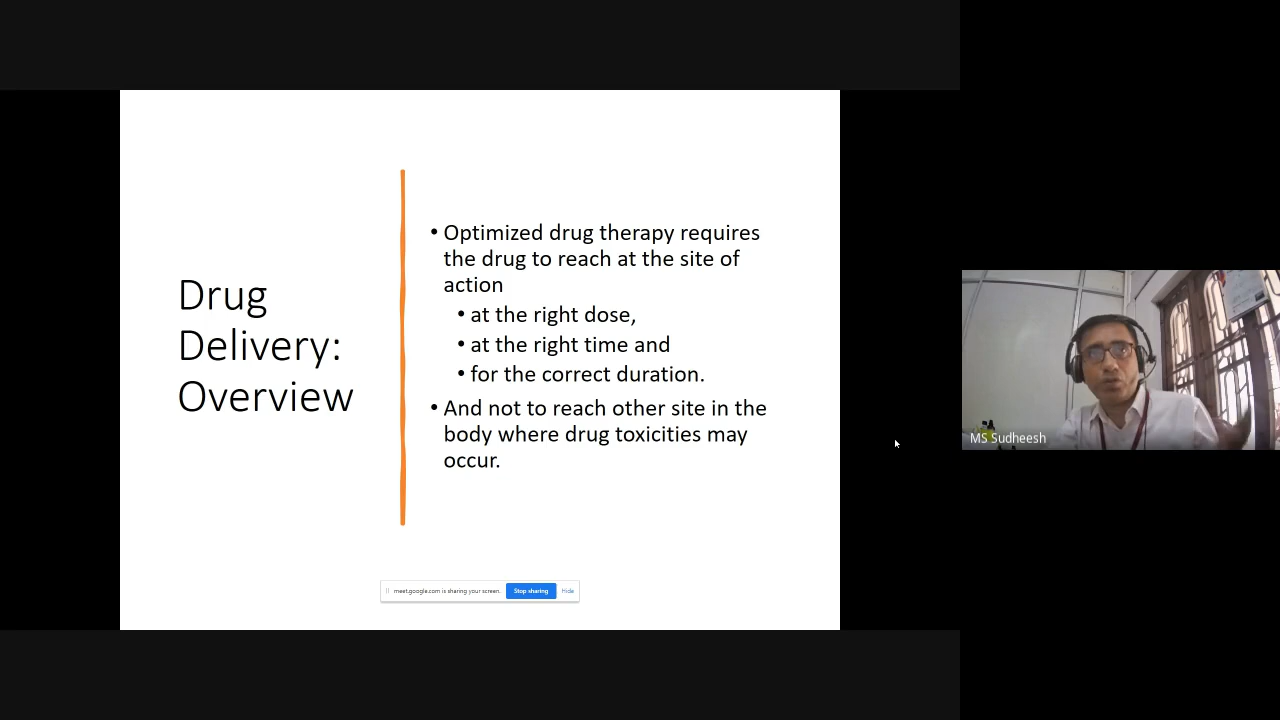 Drug
Delivery:
Overview
• Optimized drug therapy requires
the drug to reach at the site of
action
• at the right dose,
• at the right time and
• for the correct duration.
• And not to reach other site in the
body where drug toxicities may
occur.
meet.google.com is sharing your screen.
Stop sharing
Hide
MS Sudheesh